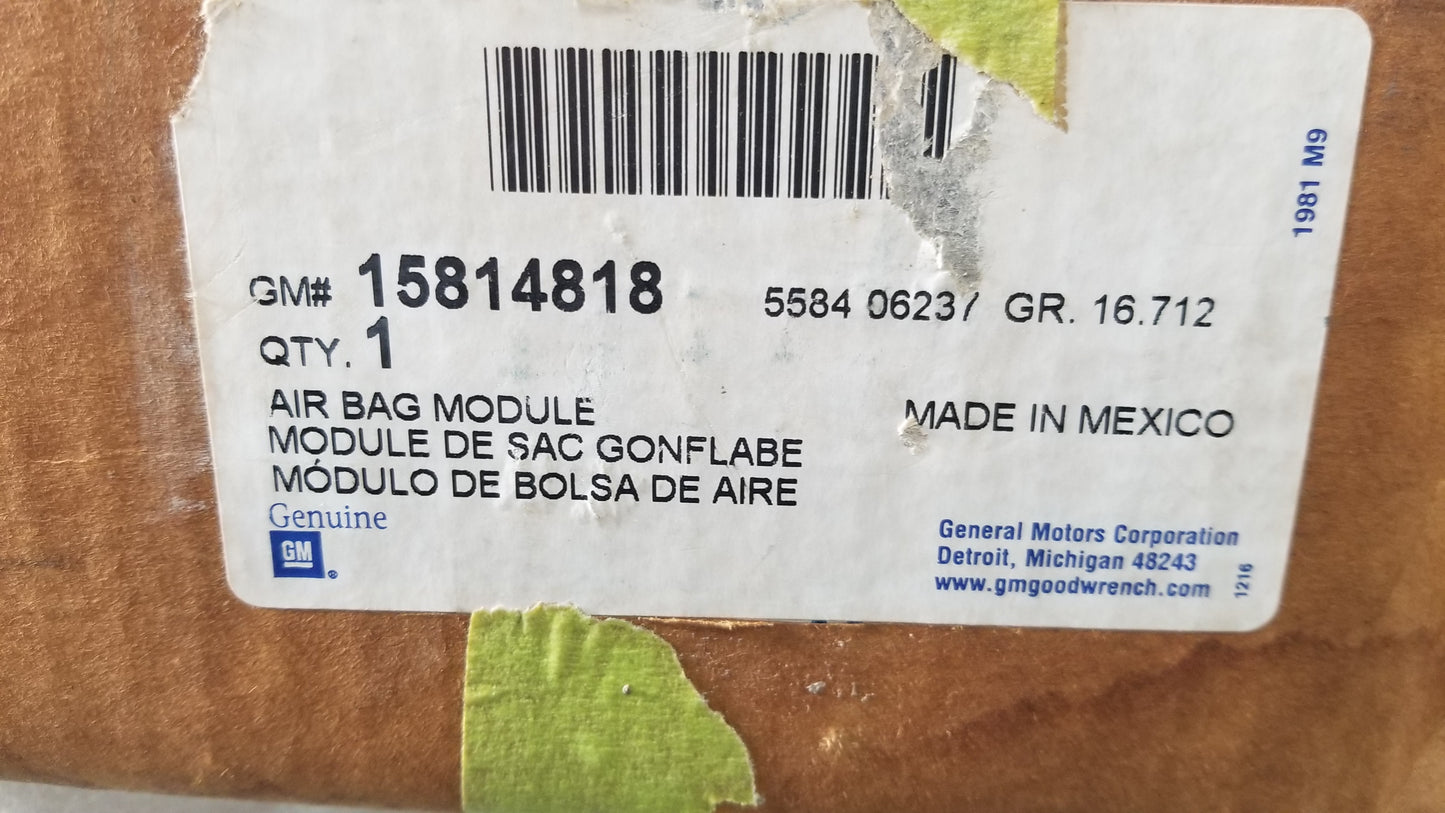 1981 M9
GM# 15814818 5584 06237 GR. 16.712
QTY. 1
AIR BAG MODULE MADE IN MEXICO
MODULE DE SAC GONFLABE
MÓDULO DE BOLSA DE AIRE
Genuine
GM
®
General Motors Corporation
Detroit, Michigan 48243
www.gmgoodwrench.com
1216